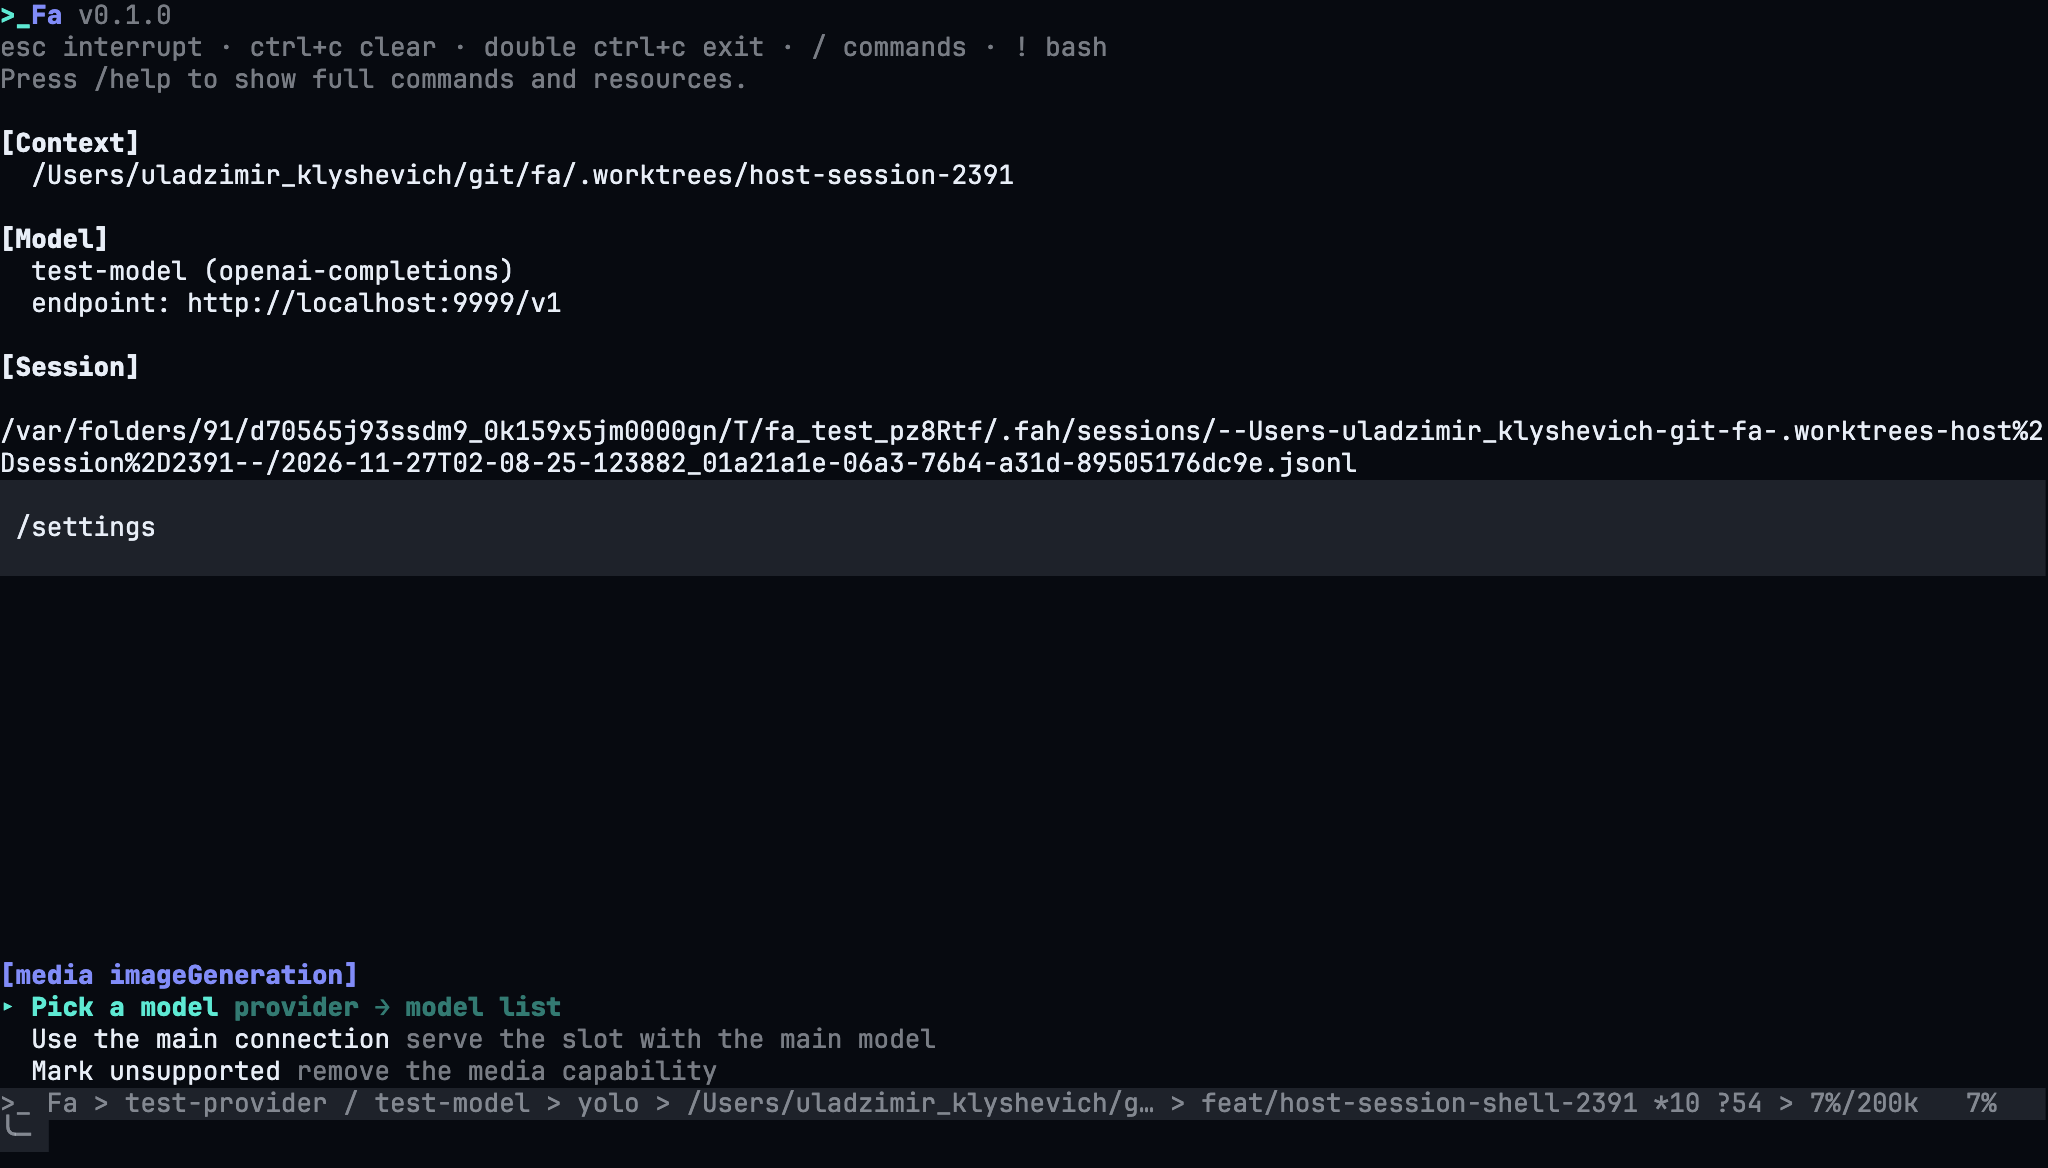 >_Fa v0.1.0
esc interrupt · ctrl+c clear · double ctrl+c exit · / commands · ! bash
Press /help to show full commands and resources.
[Context]
/Users/uladzimir_klyshevich/git/fa/.worktrees/host-session-2391
[Model]
test-model (openai-completions)
endpoint: http://localhost:9999/v1
[Session]
/var/folders/91/d70565j93ssdm9_0k159x5jm0000gn/T/fa_test_pz8Rtf/.fah/sessions/--Users-uladzimir_klyshevich-git-fa-.worktrees-host%2
Dsession%2D2391--/2026-11-27T02-08-25-123882_01a21a1e-06a3-76b4-a31d-89505176dc9e.jsonl
/settings
[media imageGeneration]
▸ Pick a model provider → model list
Use the main connection serve the slot with the main model
Mark unsupported remove the media capability
>_ Fa > test-provider / test-model > yolo > /Users/uladzimir_klyshevich/g… > feat/host-session-shell-2391 *10 ?54 > 7%/200k 7%